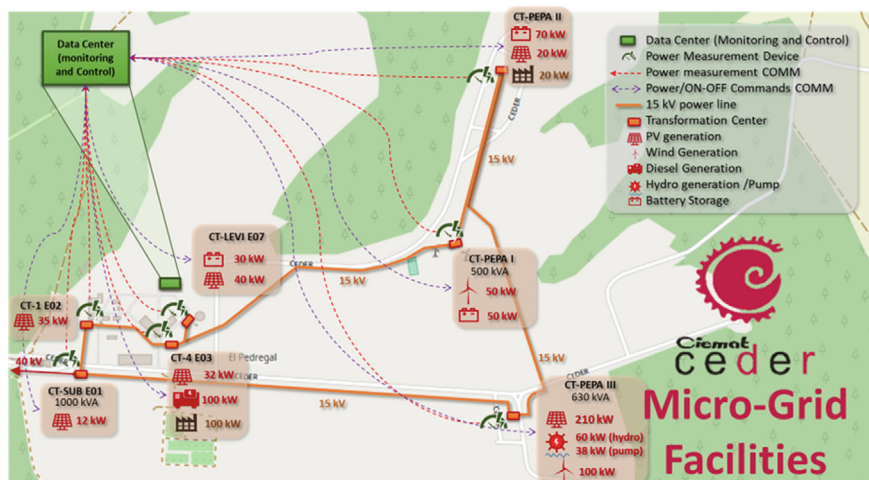 CT-PEPA II
70 kW
20 kW
20 kW
Data Center
(monitoring
and Control)
CEDER
15 kV
Data Center (Monitoring and Control)
Power Measurement Device
Power measurement COMM
Power/ON-OFF Commands COMM
15 kV power line
Transformation Center
PV generation
Wind Generation
Diesel Generation
Hydro generation /Pump
Battery Storage
CT-LEVI E07
30 kW
40 kW
CEDER
15 kV
CT-PEPA I
500 kVA
50 kW
50 kW
CT-1 E02
35 kW
40 kV
CEDER
El Pedregal
CEDER
CT-SUB E01
1000 kVA
12 kW
CT-4 E03
32 kW
100 kW
100 kW
15 kV
15 kV
CEDER
CT-PEPA III
630 kVA
210 kW
60 kW (hydro)
38 kW (pump)
100 kW
Ciemat
ceder
Micro-Grid
Facilities